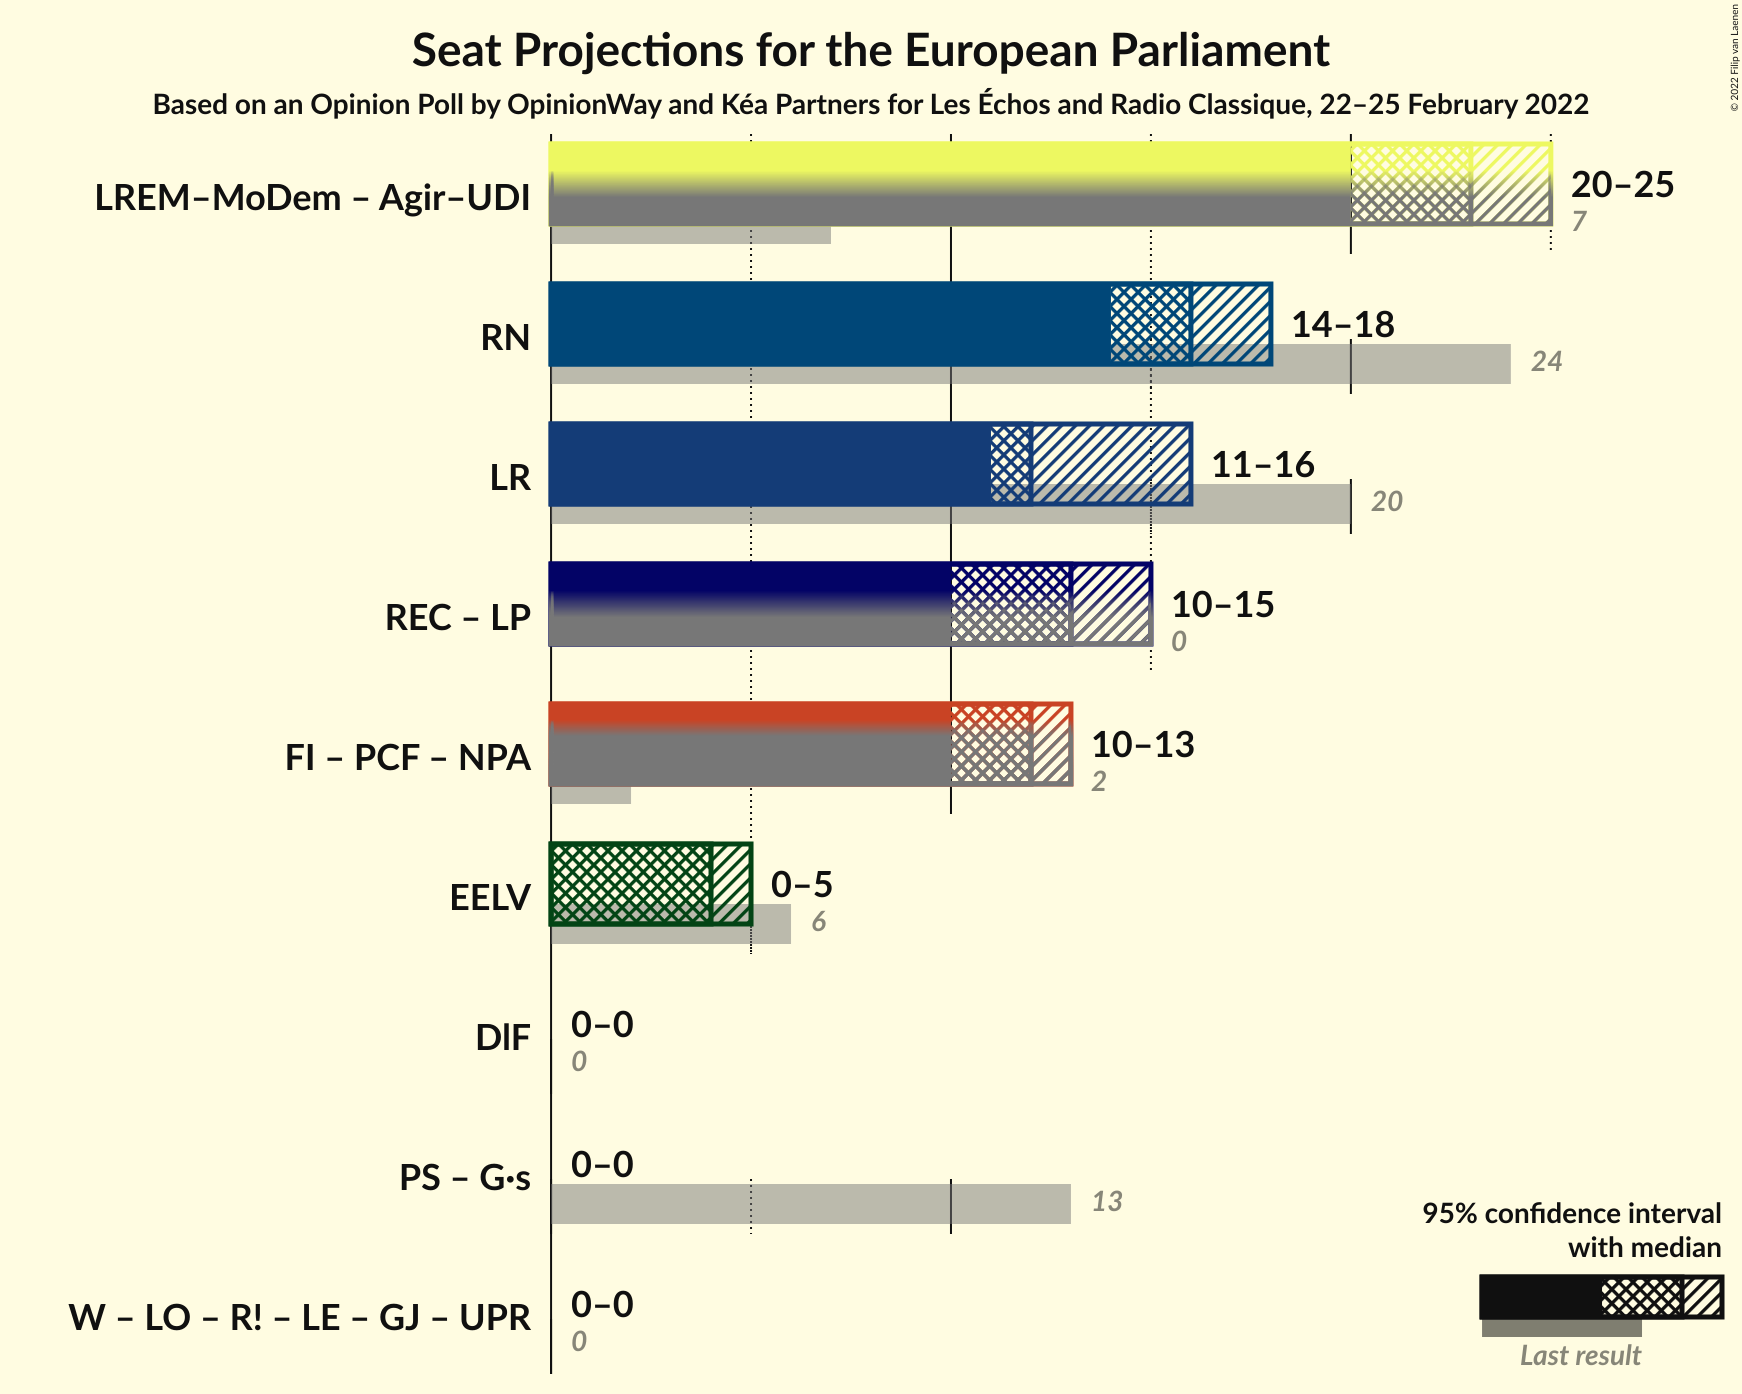 Seat Projections for the European Parliament
Based on an Opinion Poll by OpinionWay and Kéa Partners for Les Échos and Radio Classique, 22–25 February 2022
© 2022 Filip van Laenen
LREM–MoDem – Agir–UDI
20–25
7
RN
14–18
24
LR
11–16
20
REC – LP
10–15
0
FI – PCF – NPA
10–13
2
EELV
0–5
6
DlF
0–0
0
PS – G·s
0–0
13
W – LO – R! – LE – GJ – UPR
0–0
0
95% confidence interval
with median
Last result